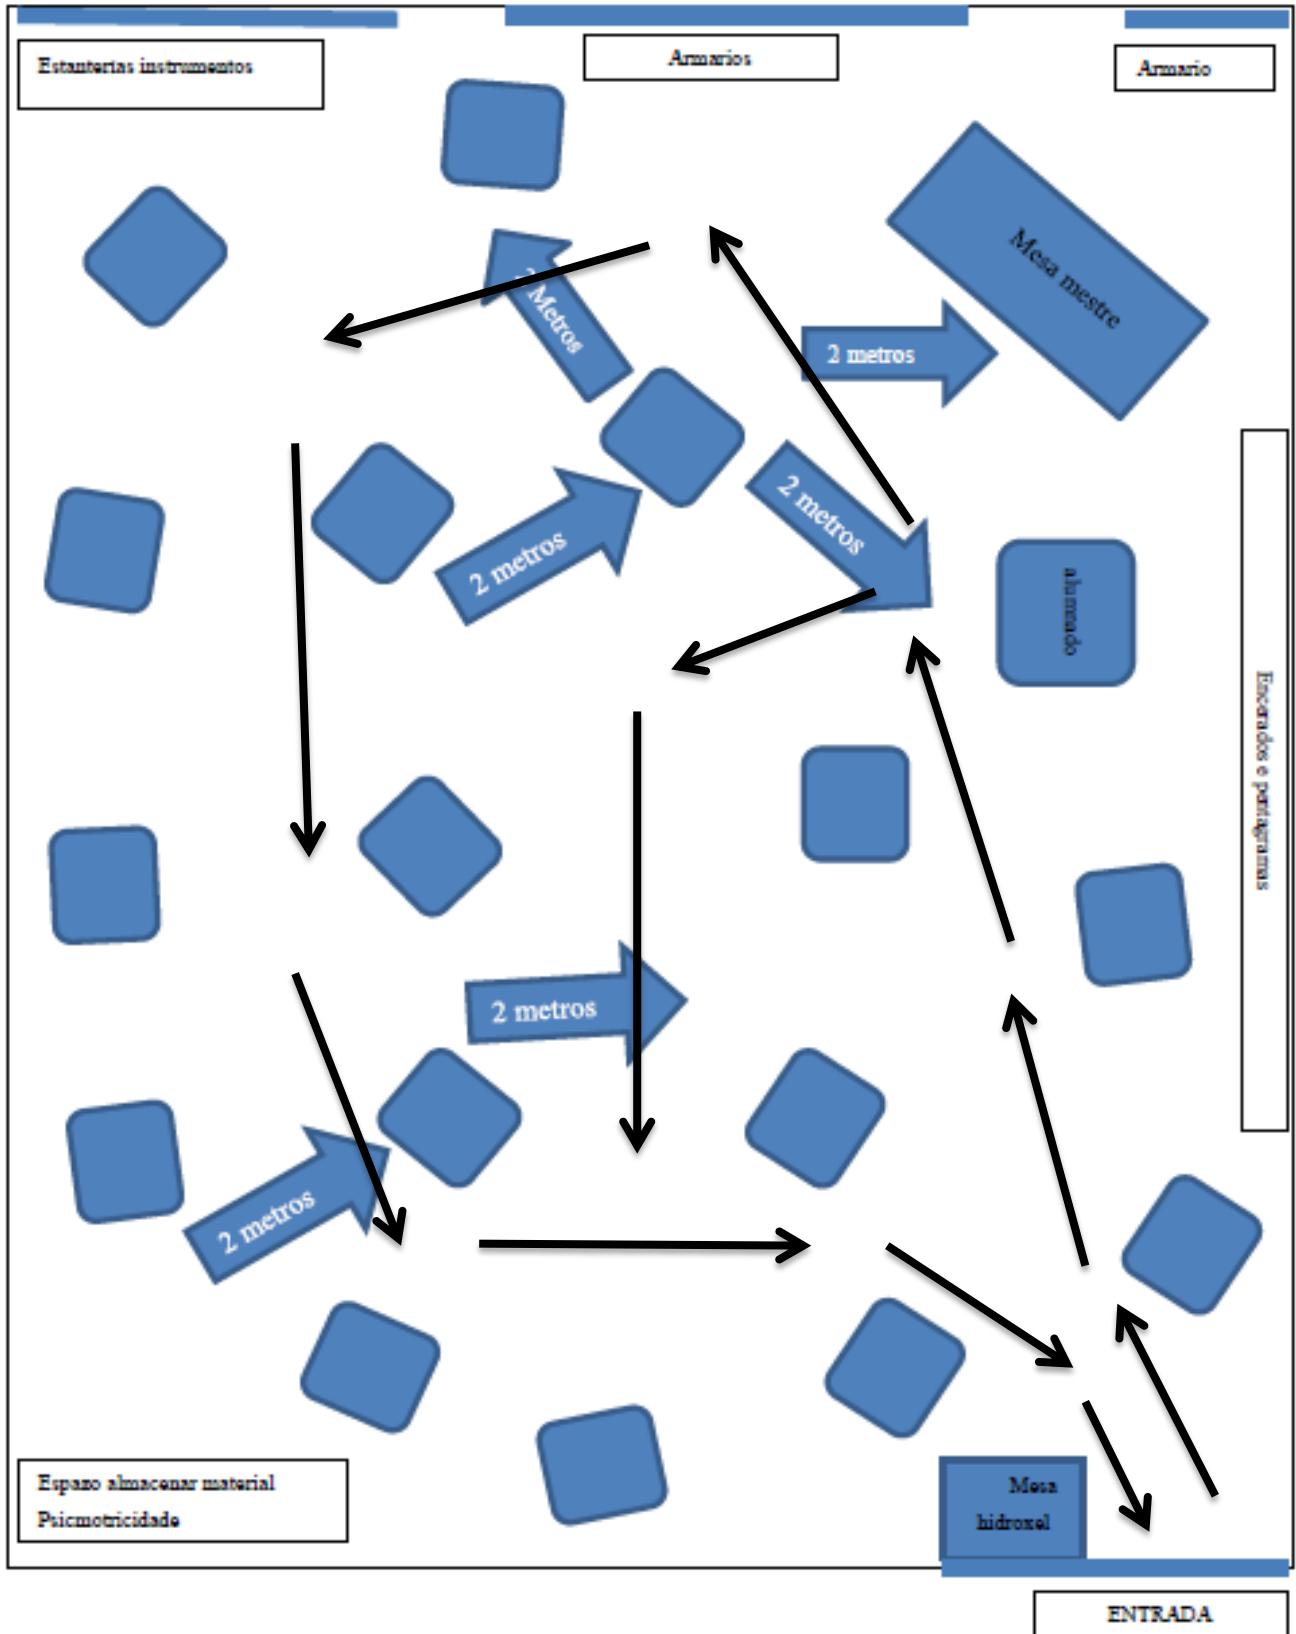 Estanterias instrumentos
Armarios
Armario
Mesa mestre
2 Metros
2 metros
2 metros
2 metros
alumnado
Encerados e pentagramas
2 metros
2 metros
Espazo almacenar material
Psicmotricidade
Mesa
hidroxel
ENTRADA